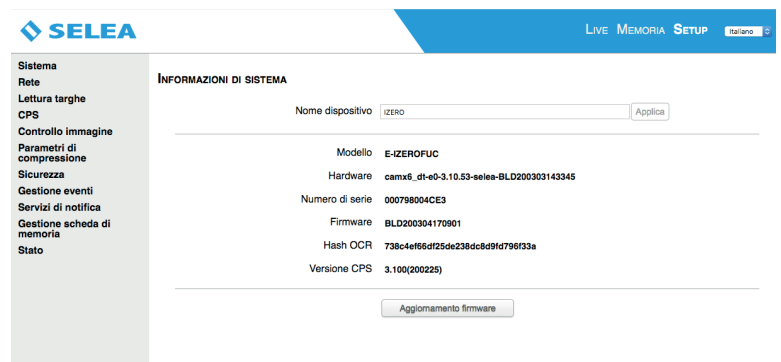 SELEA
LIVE MEMORIA SETUP Italiano
Sistema
Rete
Lettura targhe
CPS
Controllo immagine
Parametri di
compressione
Sicurezza
Gestione eventi
Servizi di notifica
Gestione scheda di
memoria
Stato
INFORMAZIONI DI SISTEMA
Nome dispositivo IZERO Applica
Modello E-IZEROFUC
Hardware camx6_dt-e0-3.10.53-selea-BLD200303143345
Numero di serie 000798004CE3
Firmware BLD200304170901
Hash OCR 738c4ef66df25de238dc8d9fd796f33a
Versione CPS 3.100(200225)
Aggiornamento firmware